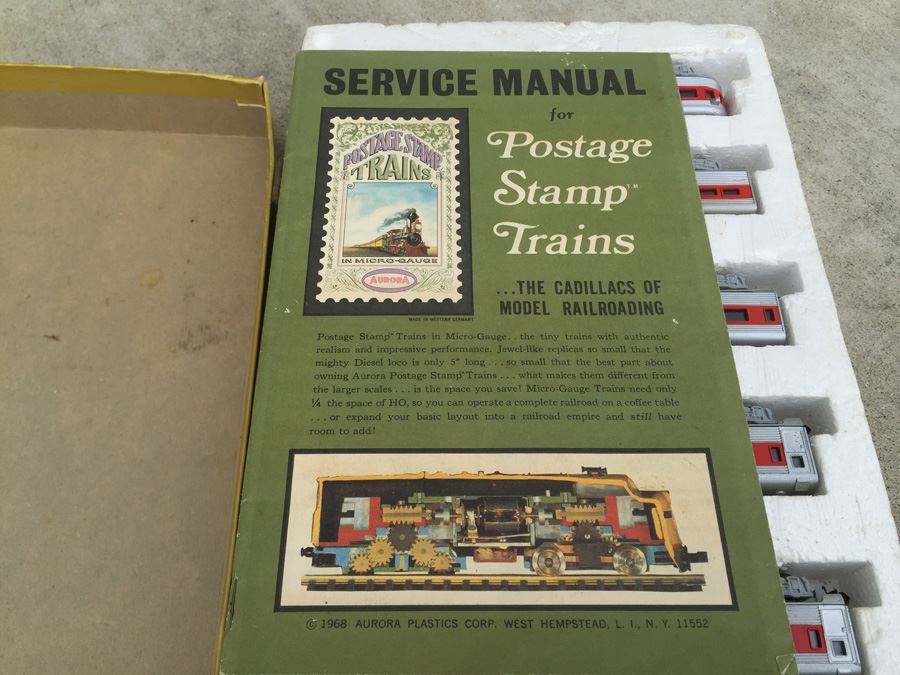 SERVICE MANUAL
for
Postage
Stamp™
Trains
POSTAGE STAMP
TRAINS
IN MICRO-GAUGE
AURORA
MADE IN WESTERN GERMANY
...THE CADILLACS OF
MODEL RAILROADING
Postage Stamp™ Trains in Micro-Gauge.. the tiny trains with authentic
realism and impressive performance. Jewel-like replicas so small that the
mighty Diesel loco is only 5" long ... so small that the best part about
owning Aurora Postage Stamp™ Trains ... what makes them different from
the larger scales ... is the space you save! Micro-Gauge Trains need only
¼ the space of HO, so you can operate a complete railroad on a coffee table
... or expand your basic layout into a railroad empire and still have
room to add!
© 1968 AURORA PLASTICS CORP. WEST HEMPSTEAD, L. I., N. Y. 11552